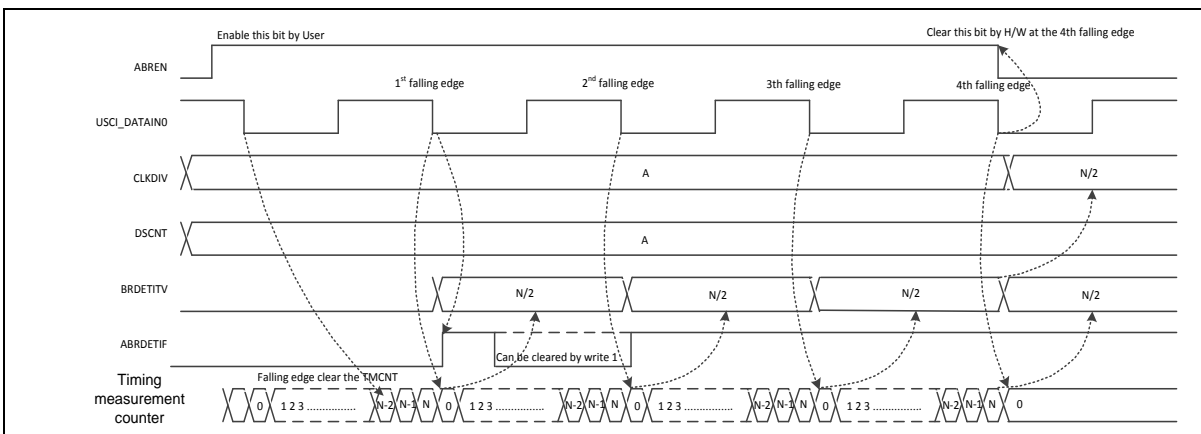 Enable this bit by User
Clear this bit by H/W at the 4th falling edge
ABREN
1st falling edge
2nd falling edge
3th falling edge
4th falling edge
USCI_DATAIN0
CLKDIV
A
N/2
DSCNT
A
BRDETITV
N/2
N/2
N/2
N/2
ABRDETIF
Can be cleared by write 1
Falling edge clear the TMCNT
Timing
measurement
counter
0 1 2 3 .............. N-2 N-1 N 0 1 2 3 .............. N-2 N-1 N 0 1 2 3 .............. N-2 N-1 N 0 1 2 3 .............. N-2 N-1 N 0